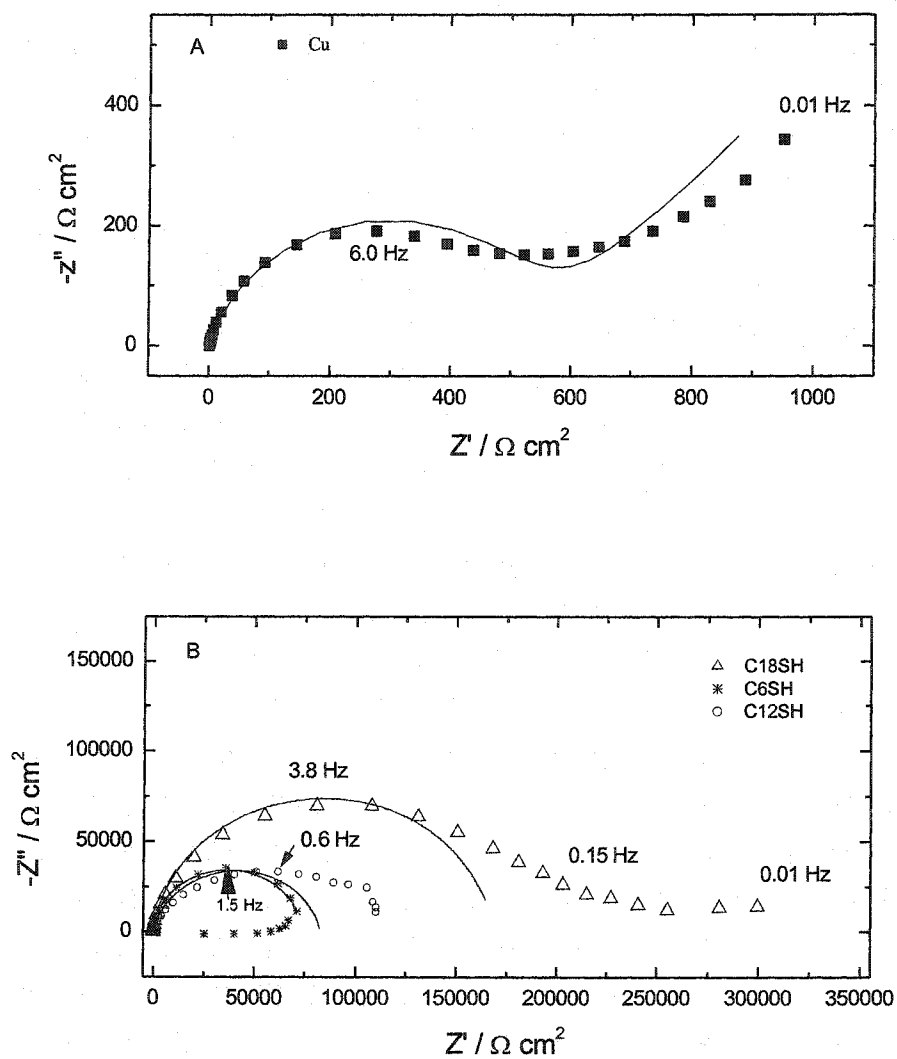 A
Cu
0.01 Hz
6.0 Hz
400
200
0
-z" / Ω cm²
0 200 400 600 800 1000
Z' / Ω cm²
B
C18SH
C6SH
C12SH
3.8 Hz
0.6 Hz
0.15 Hz
0.01 Hz
1.5 Hz
150000
100000
50000
0
-Z" / Ω cm²
0 50000 100000 150000 200000 250000 300000 350000
Z' / Ω cm²